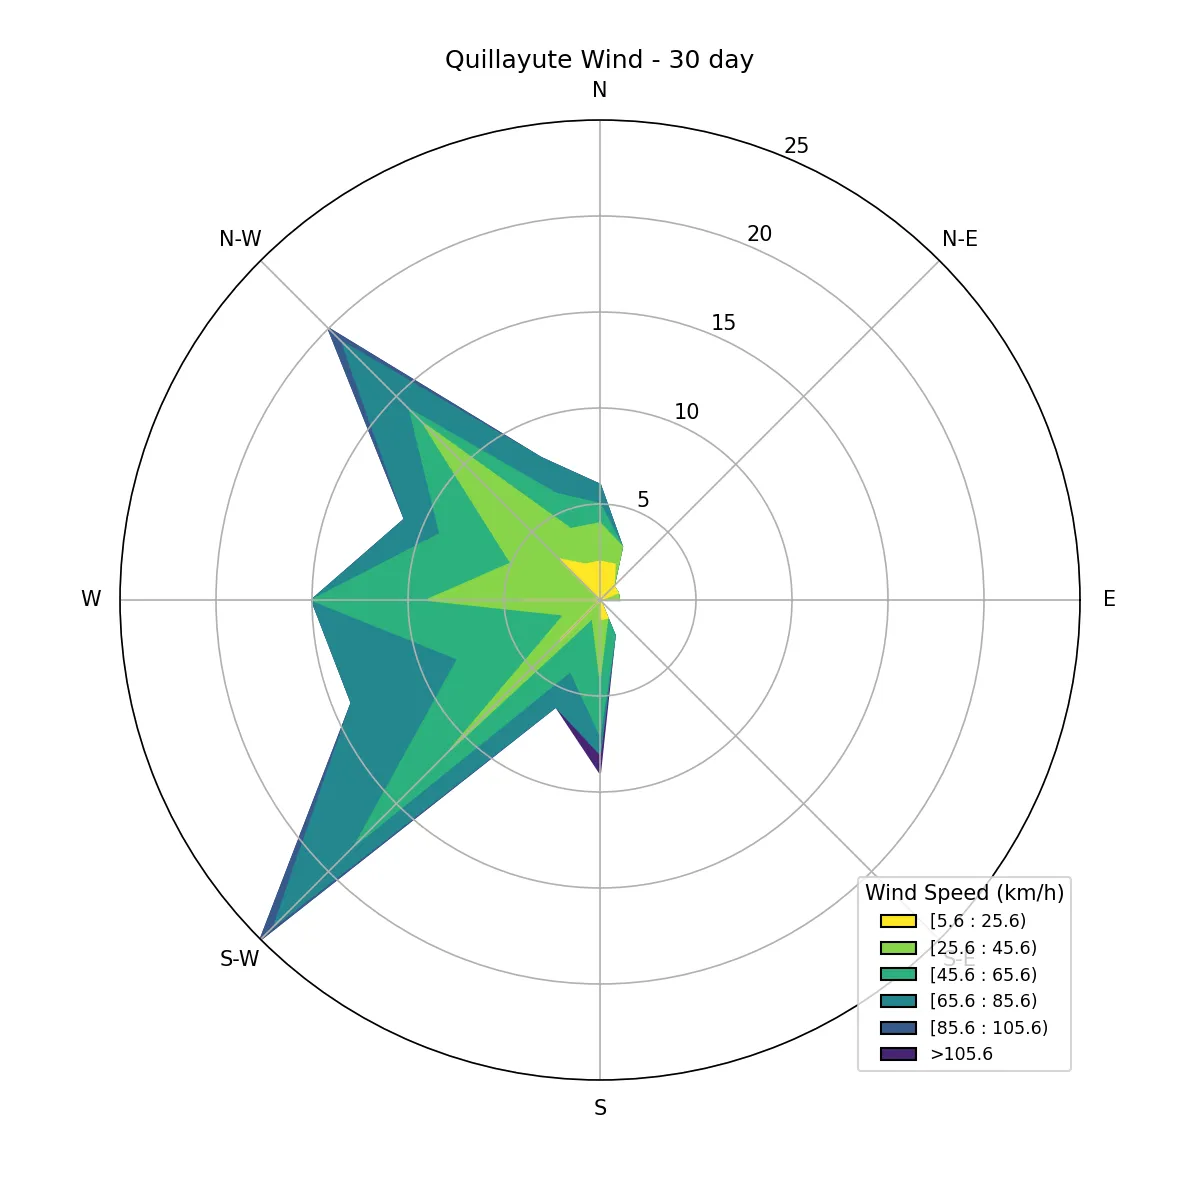 Quillayute Wind - 30 day
N
25
N-W
N-E
20
15
10
5
W
E
S-W
S-E
Wind Speed (km/h)
[5.6 : 25.6)
[25.6 : 45.6)
[45.6 : 65.6)
[65.6 : 85.6)
[85.6 : 105.6)
>105.6
S